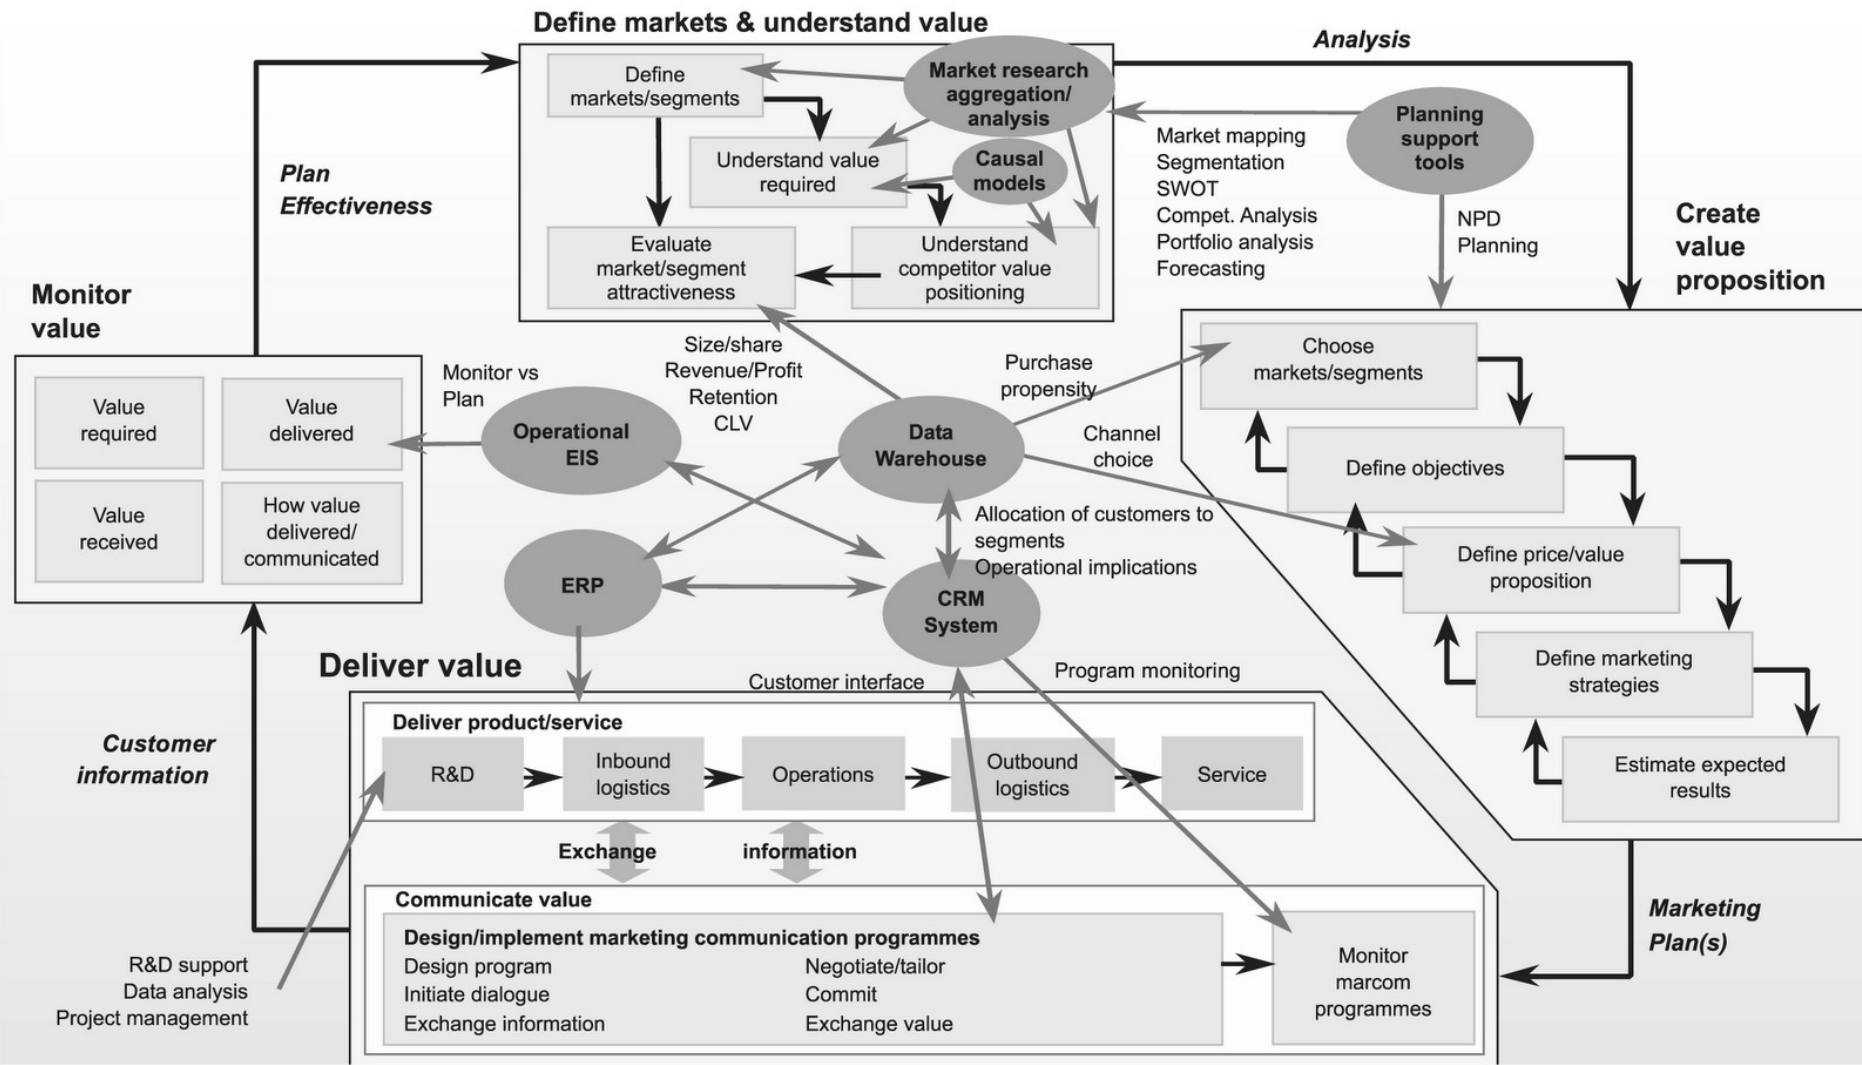 Define markets & understand value
Analysis
Define
markets/segments
Market research
aggregation/
analysis
Understand value
required
Causal
models
Evaluate
market/segment
attractiveness
Understand
competitor value
positioning
Planning
support
tools
Market mapping
Segmentation
SWOT
Compet. Analysis
Portfolio analysis
Forecasting
NPD
Planning
Plan
Effectiveness
Create
value
proposition
Monitor
value
Value
required
Value
delivered
Value
received
How value
delivered/
communicated
Monitor vs
Plan
Operational
EIS
Size/share
Revenue/Profit
Retention
CLV
Data
Warehouse
Purchase
propensity
Channel
choice
Allocation of customers to
segments
Operational implications
ERP
CRM
System
Choose
markets/segments
Define objectives
Define price/value
proposition
Define marketing
strategies
Estimate expected
results
Deliver value
Customer interface
Program monitoring
Customer
information
Deliver product/service
R&D
Inbound
logistics
Operations
Outbound
logistics
Service
Exchange
information
Communicate value
Design/implement marketing communication programmes
Design program
Initiate dialogue
Exchange information
Negotiate/tailor
Commit
Exchange value
Monitor
marcom
programmes
R&D support
Data analysis
Project management
Marketing
Plan(s)